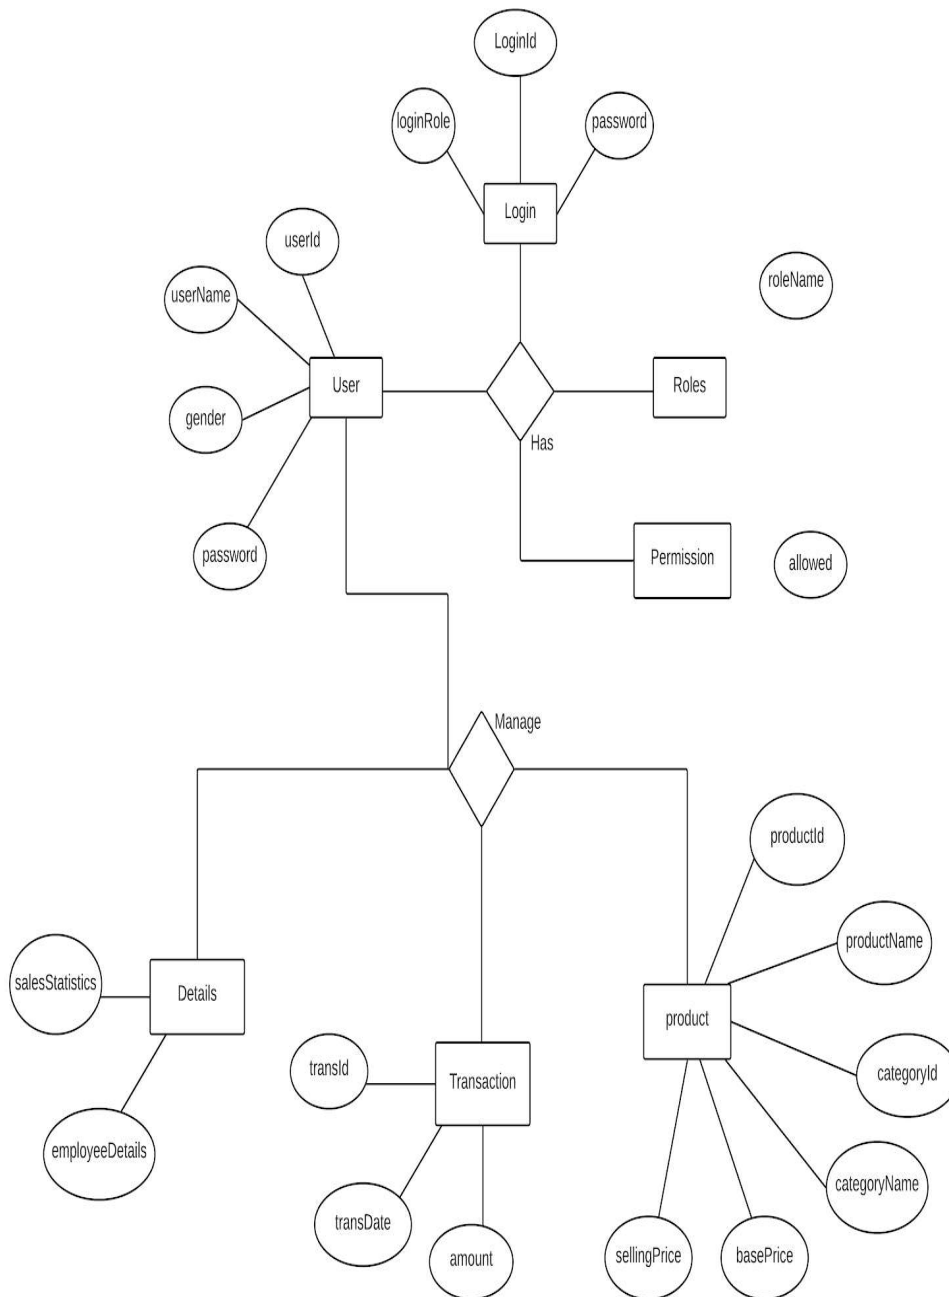 LoginId
loginRole
password
Login
userId
userName
roleName
User
Roles
gender
Has
password
Permission
allowed
Manage
productId
productName
salesStatistics
Details
product
transId
Transaction
categoryId
employeeDetails
categoryName
transDate
amount
sellingPrice
basePrice